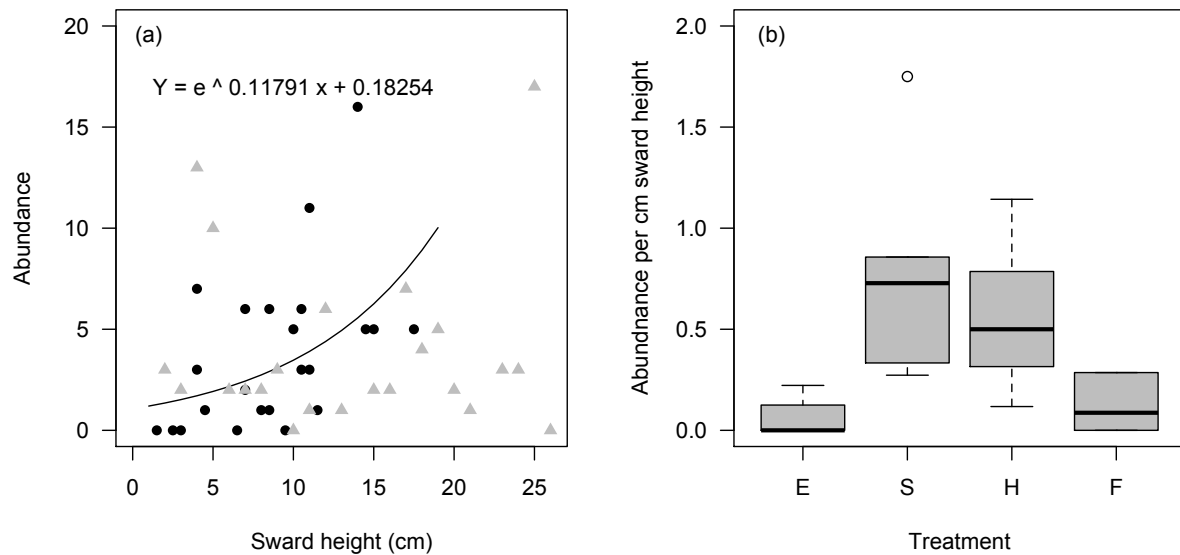 (a)
Y = e ^ 0.11791 x + 0.18254
Abundance
20
15
10
5
0
0 5 10 15 20 25
Sward height (cm)
(b)
Abundnance per cm sward height
2.0
1.5
1.0
0.5
0.0
E S H F
Treatment